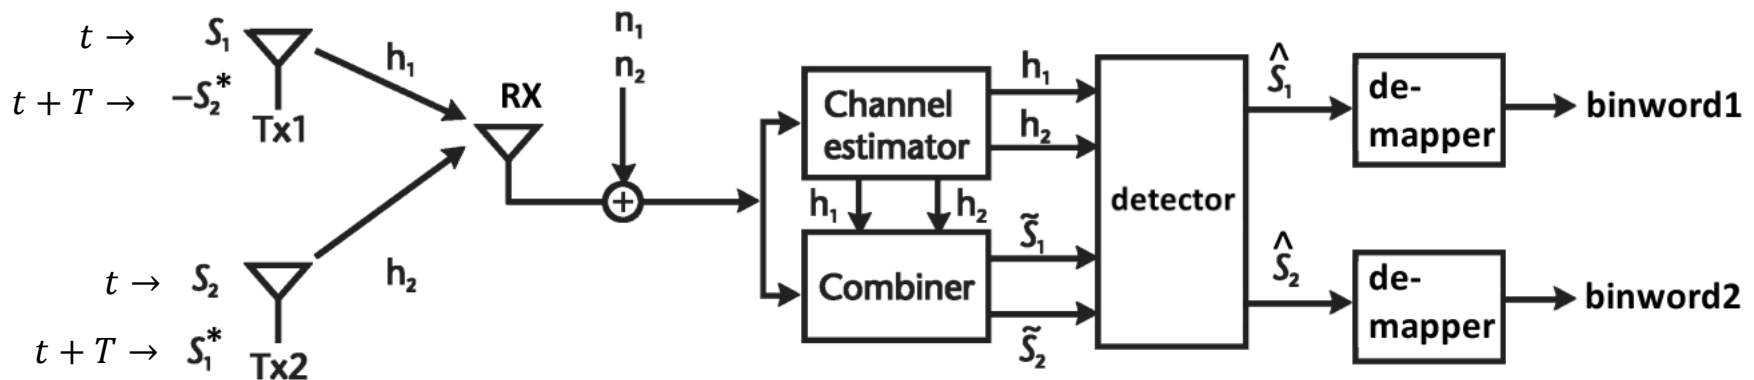 t → S₁
t + T → −S₂*
Tx1
h₁
t → S₂
t + T → S₁*
Tx2
h₂
RX
n₁
n₂
+
Channel
estimator
h₁
h₂
h₁
h₂
Combiner
S̃₁
S̃₂
detector
Ŝ₁
Ŝ₂
de-
mapper
binword1
de-
mapper
binword2